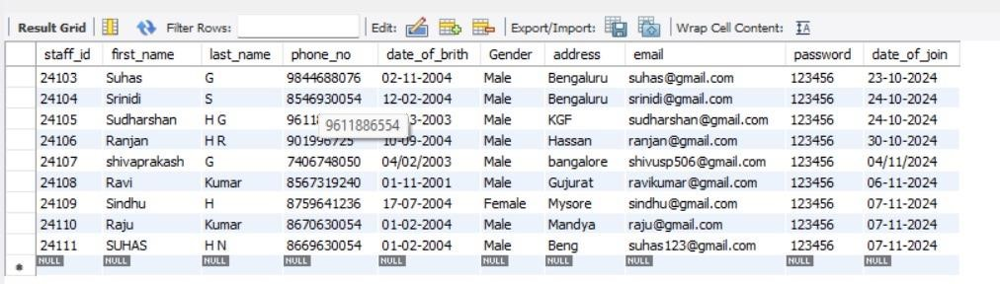 Result Grid Filter Rows: Edit: Export/Import: Wrap Cell Content: IA
staff_id first_name last_name phone_no date_of_brith Gender address email password date_of_join
24103 Suhas G 9844688076 02-11-2004 Male Bengaluru suhas@gmail.com 123456 23-10-2024
24104 Srinidi S 8546930054 12-02-2004 Male Bengaluru srinidi@gmail.com 123456 24-10-2024
24105 Sudharshan H G 9611886554 3-2003 Male KGF sudharshan@gmail.com 123456 24-10-2024
24106 Ranjan H R 901996725 10-09-2004 Male Hassan ranjan@gmail.com 123456 30-10-2024
24107 shivaprakash G 7406748050 04/02/2003 Male bangalore shivusp506@gmail.com 123456 04/11/2024
24108 Ravi Kumar 8567319240 01-11-2001 Male Gujurat ravikumar@gmail.com 123456 06-11-2024
24109 Sindhu H 8759641236 17-07-2004 Female Mysore sindhu@gmail.com 123456 07-11-2024
24110 Raju Kumar 8670630054 01-02-2004 Male Mandya raju@gmail.com 123456 07-11-2024
24111 SUHAS H N 8669630054 01-02-2004 Male Beng suhas123@gmail.com 123456 07-11-2024
NULL NULL NULL NULL NULL NULL NULL NULL NULL NULL